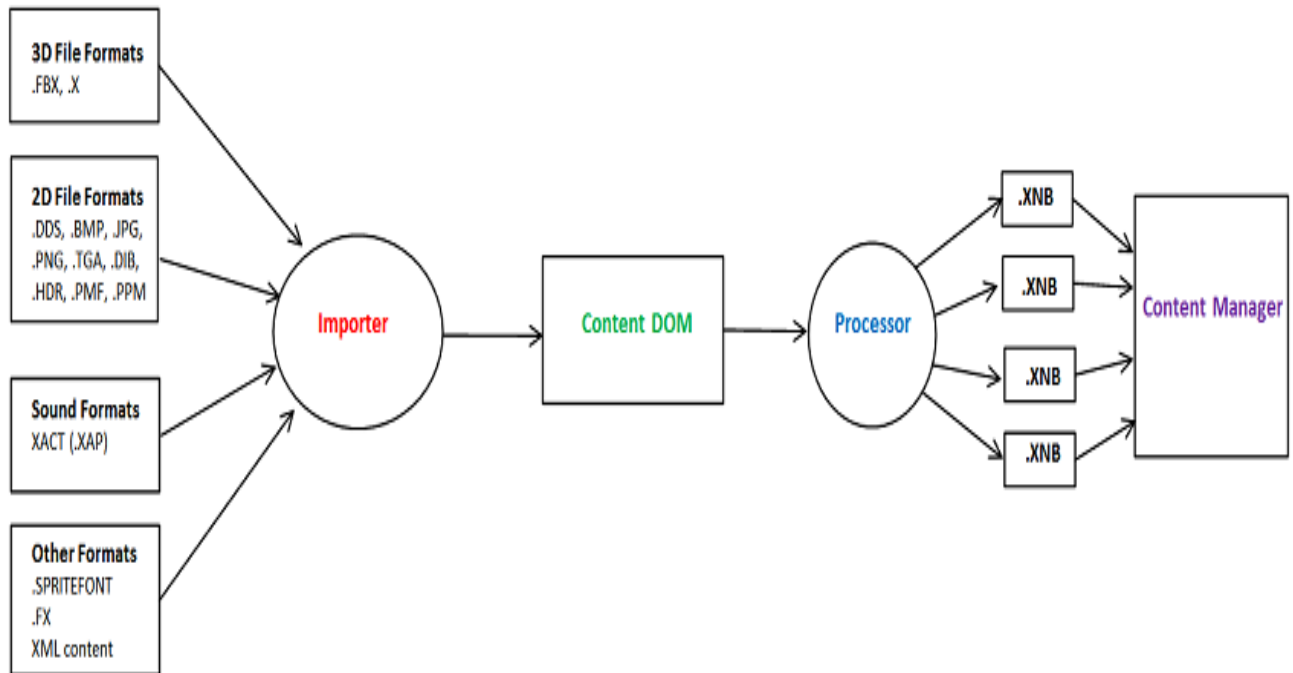 3D File Formats
.FBX, .X
2D File Formats
.DDS, .BMP, .JPG,
.PNG, .TGA, .DIB,
.HDR, .PMF, .PPM
Sound Formats
XACT (.XAP)
Other Formats
.SPRITEFONT
.FX
XML content
Importer
Content DOM
Processor
.XNB
.XNB
.XNB
.XNB
Content Manager